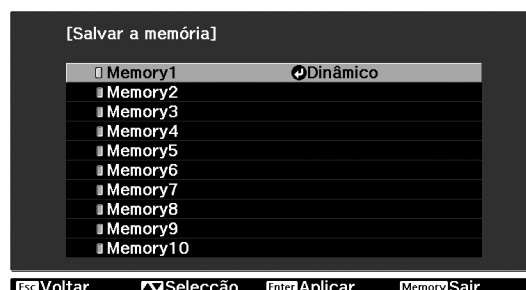 [Salvar a memória]
Memory1 Dinâmico
Memory2
Memory3
Memory4
Memory5
Memory6
Memory7
Memory8
Memory9
Memory10
Esc Voltar Selecção Enter Aplicar Memory Sair